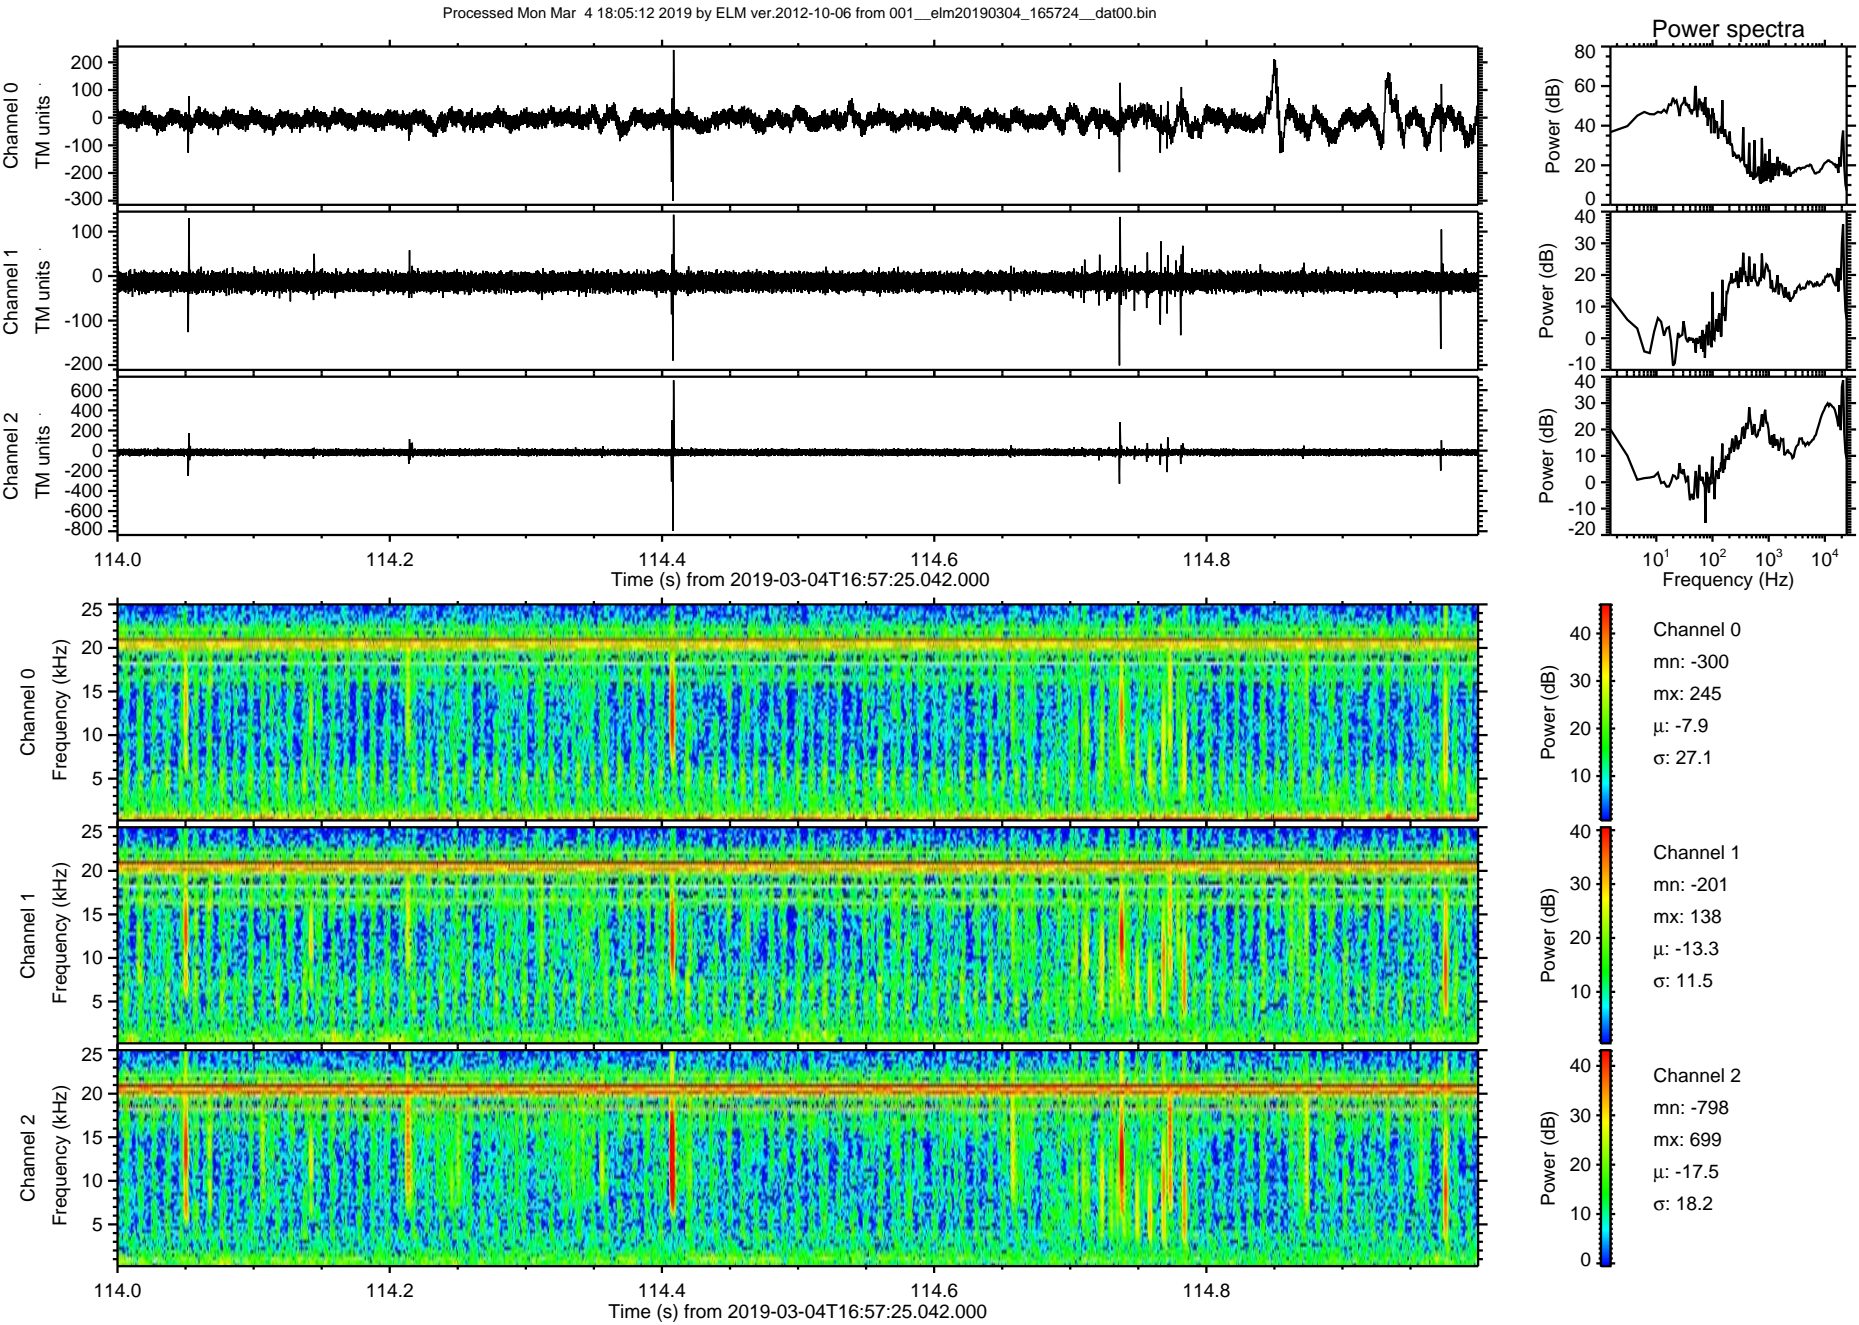 Processed Mon Mar  4 18:05:12 2019 by ELM ver.2012-10-06 from 001__elm20190304_165724__dat00.bin
Power spectra
Channel 0
TM units
200
100
0
-100
-200
-300
Power (dB)
80
60
40
20
0
Channel 1
TM units
100
0
-100
-200
Power (dB)
40
30
20
10
0
-10
Channel 2
TM units
600
400
200
0
-200
-400
-600
-800
Power (dB)
40
30
20
10
0
-10
-20
114.0 114.2 114.4 114.6 114.8
Time (s) from 2019-03-04T16:57:25.042.000
10^1 10^2 10^3 10^4
Frequency (Hz)
Channel 0
Frequency (kHz)
25
20
15
10
5
Power (dB)
40
30
20
10
Channel 0
mn: -300
mx: 245
μ: -7.9
σ: 27.1
Channel 1
Frequency (kHz)
25
20
15
10
5
Power (dB)
40
30
20
10
Channel 1
mn: -201
mx: 138
μ: -13.3
σ: 11.5
Channel 2
Frequency (kHz)
25
20
15
10
5
Power (dB)
40
30
20
10
0
Channel 2
mn: -798
mx: 699
μ: -17.5
σ: 18.2
114.0 114.2 114.4 114.6 114.8
Time (s) from 2019-03-04T16:57:25.042.000